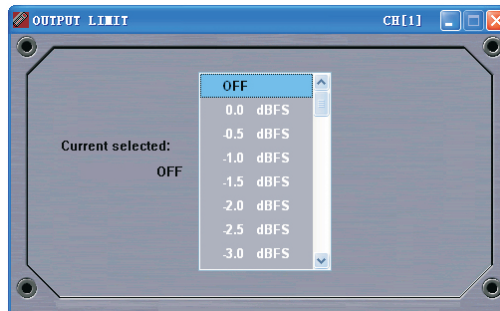 OUTPUT LIMIT CH[1]
OFF
0.0 dBFS
-0.5 dBFS
Current selected:
-1.0 dBFS
OFF
-1.5 dBFS
-2.0 dBFS
-2.5 dBFS
-3.0 dBFS